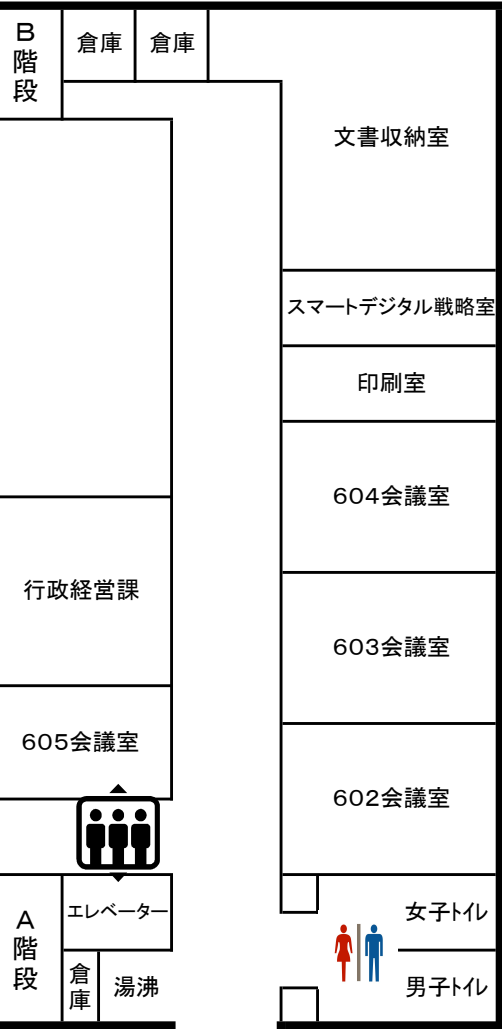 B階段
倉庫
倉庫
文書収納室
スマートデジタル戦略室
印刷室
604会議室
行政経営課
603会議室
605会議室
602会議室
A階段
エレベーター
女子トイレ
倉庫
湯沸
男子トイレ